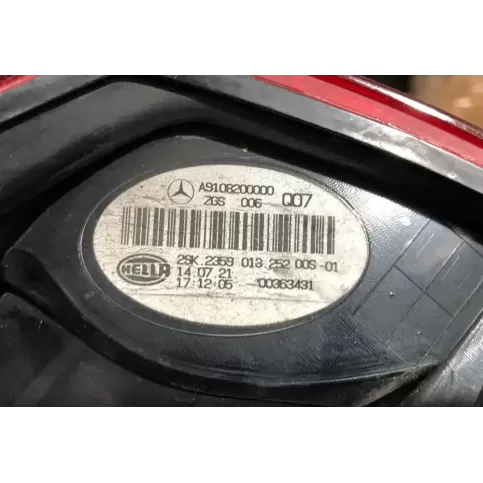 A9108200000 Q07
ZGS 006
2SK.2359 013.252 00S-01
HELLA
14.07.21
17:12:05 *00363431